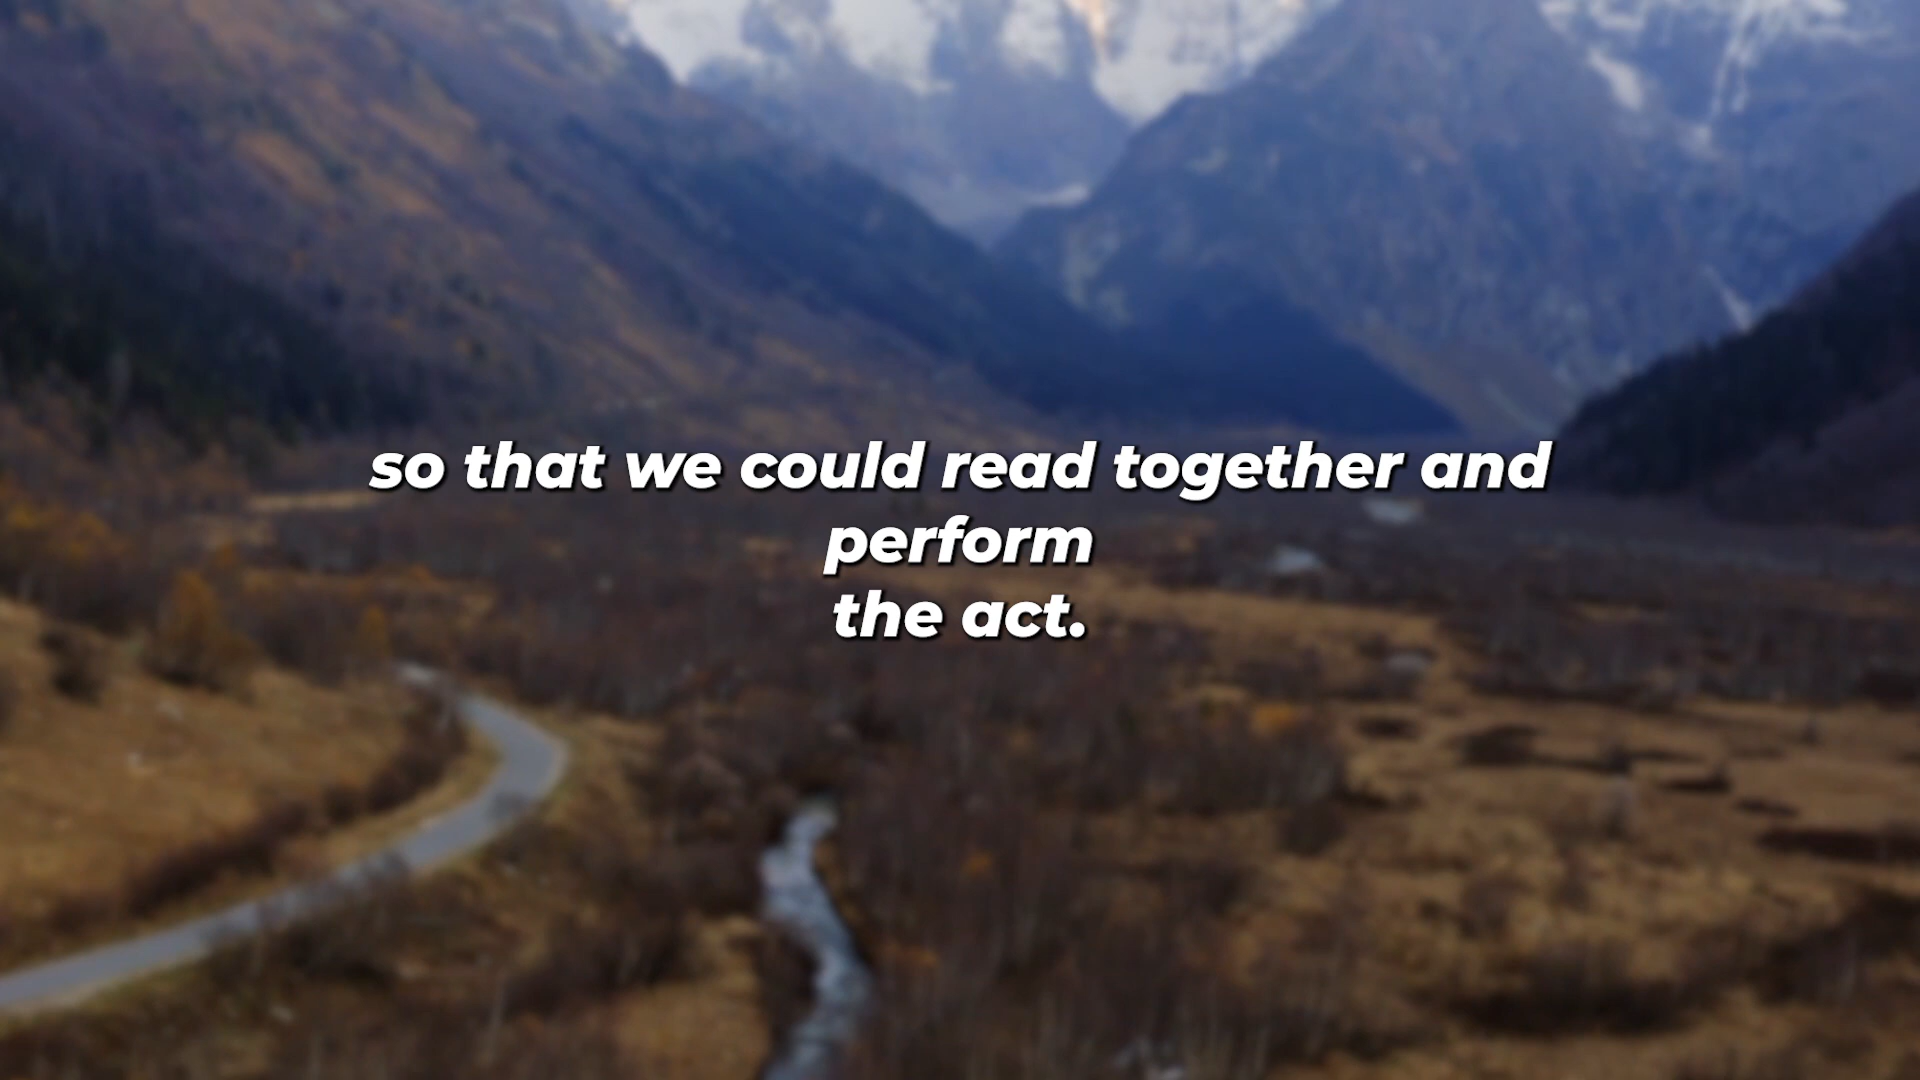 so that we could read together and
perform
the act.